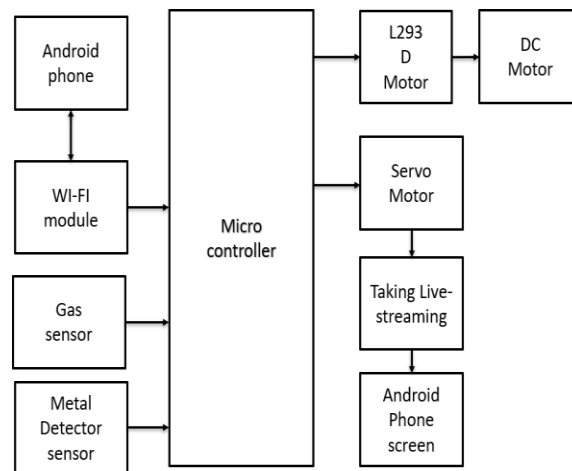 Android
phone
WI-FI
module
Gas
sensor
Metal
Detector
sensor
Micro
controller
L293
D
Motor
DC
Motor
Servo
Motor
Taking Live-
streaming
Android
Phone
screen